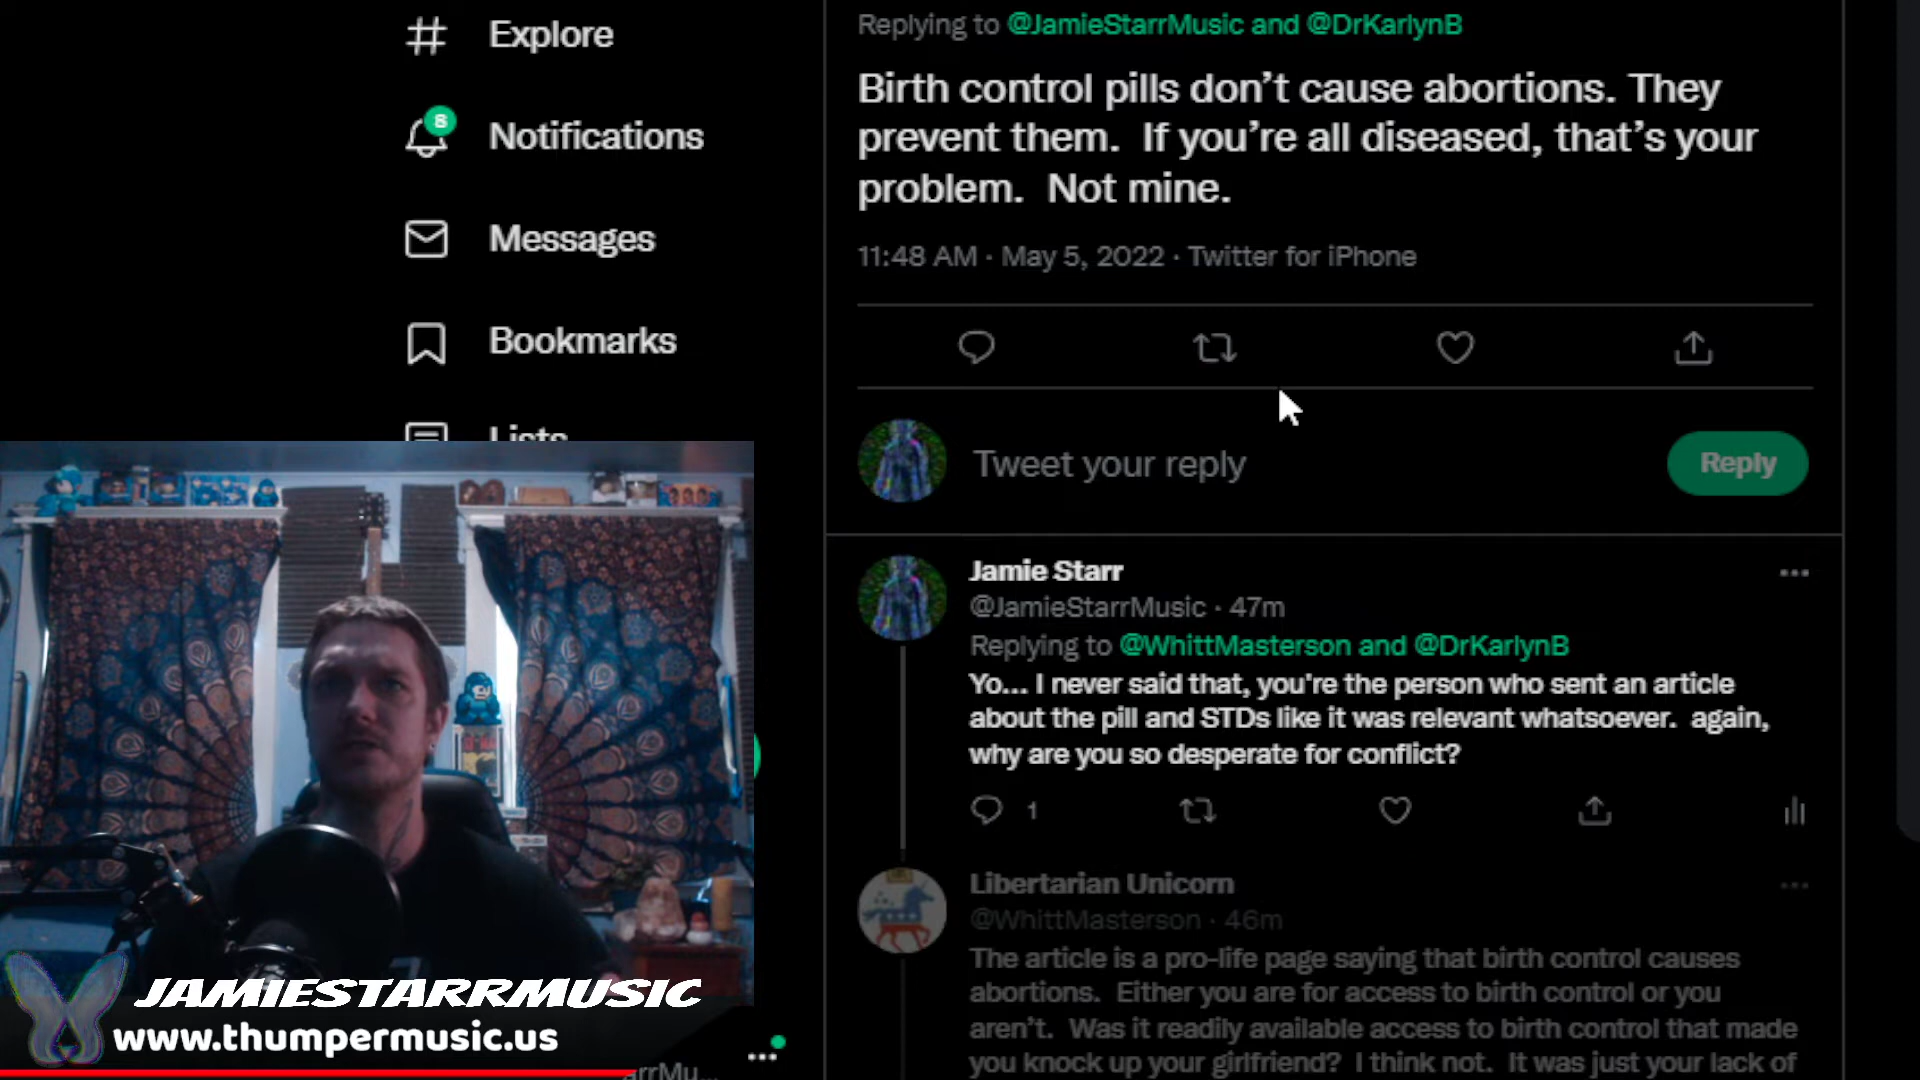 Explore
8
Notifications
Messages
Bookmarks
Lists
Replying to @JamieStarrMusic and @DrKarlynB
Birth control pills don't cause abortions. They
prevent them.  If you're all diseased, that's your
problem.  Not mine.
11:48 AM · May 5, 2022 · Twitter for iPhone
Tweet your reply
Reply
Jamie Starr
@JamieStarrMusic · 47m
Replying to @WhittMasterson and @DrKarlynB
Yo... I never said that, you're the person who sent an article
about the pill and STDs like it was relevant whatsoever.  again,
why are you so desperate for conflict?
1
Libertarian Unicorn
@WhittMasterson · 46m
The article is a pro-life page saying that birth control causes
abortions.  Either you are for access to birth control or you
aren't.  Was it readily available access to birth control that made
you knock up your girlfriend?  I think not.  It was just your lack of
JAMIESTARRMUSIC
www.thumpermusic.us
arrMu...